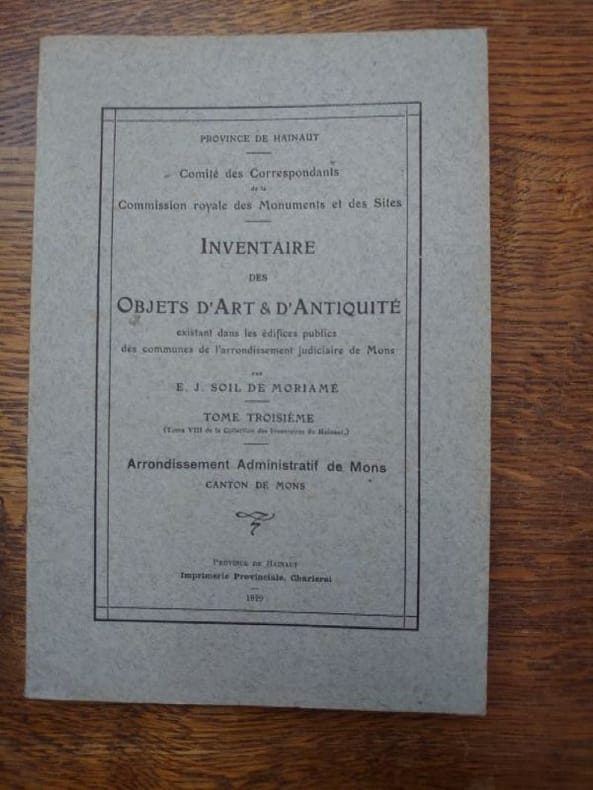 PROVINCE DE HAINAUT
Comité des Correspondants
de la
Commission royale des Monuments et des Sites
INVENTAIRE
DES
OBJETS D'ART & D'ANTIQUITÉ
existant dans les édifices publics
des communes de l'arrondissement judiciaire de Mons
PAR
E. J. SOIL DE MORIAMÉ
TOME TROISIÈME
(Tome VIII de la Collection des Inventaires du Hainaut.)
Arrondissement Administratif de Mons
CANTON DE MONS
PROVINCE DE HAINAUT
Imprimerie Provinciale, Charleroi
1929